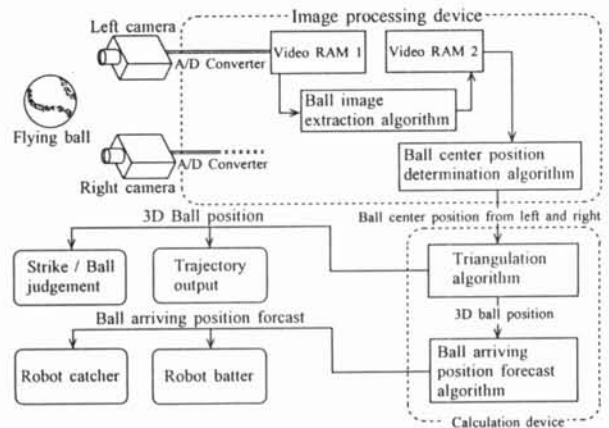 Image processing device
Left camera
A/D Converter
Video RAM 1
Video RAM 2
Ball image
extraction algorithm
Flying ball
Right camera
A/D Converter
Ball center position
determination algorithm
Ball center position from left and right
3D Ball position
Strike / Ball
judgement
Trajectory
output
Triangulation
algorithm
3D ball position
Ball arriving position forcast
Robot catcher
Robot batter
Ball arriving
position forecast
algorithm
Calculation device